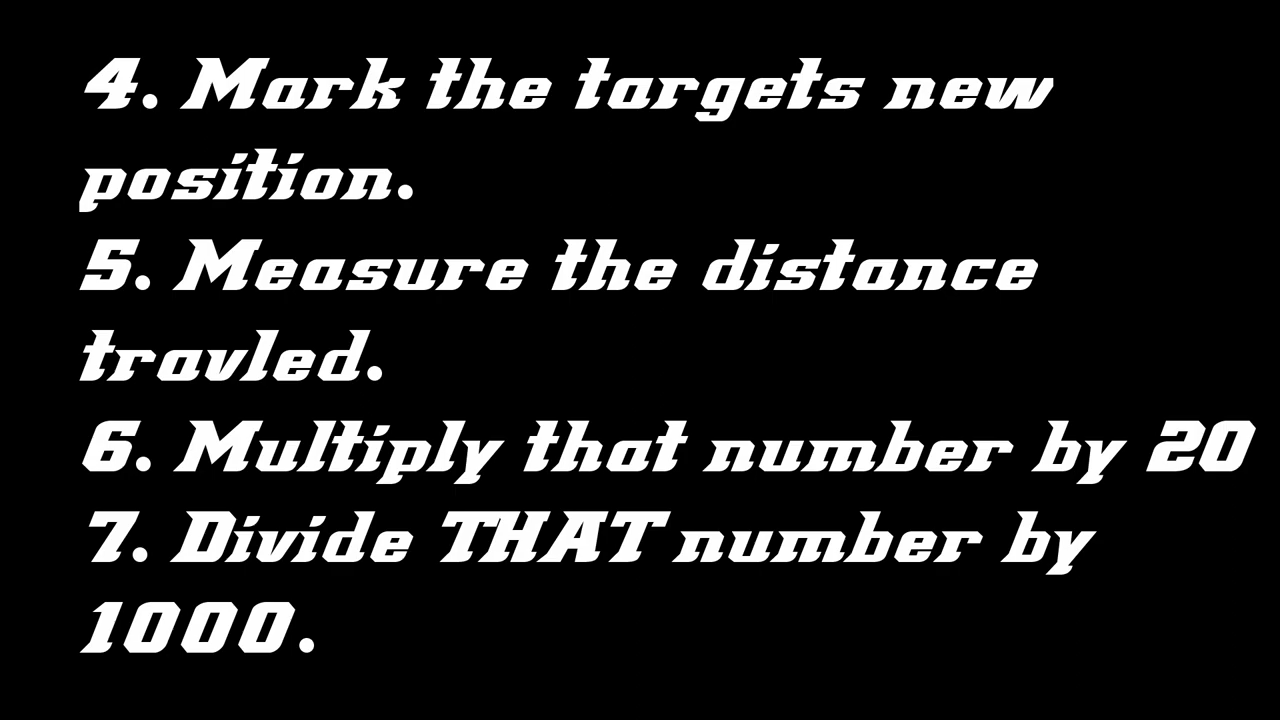 4. Mark the targets new
position.
5. Measure the distance
travled.
6. Multiply that number by 20
7. Divide THAT number by
1000.